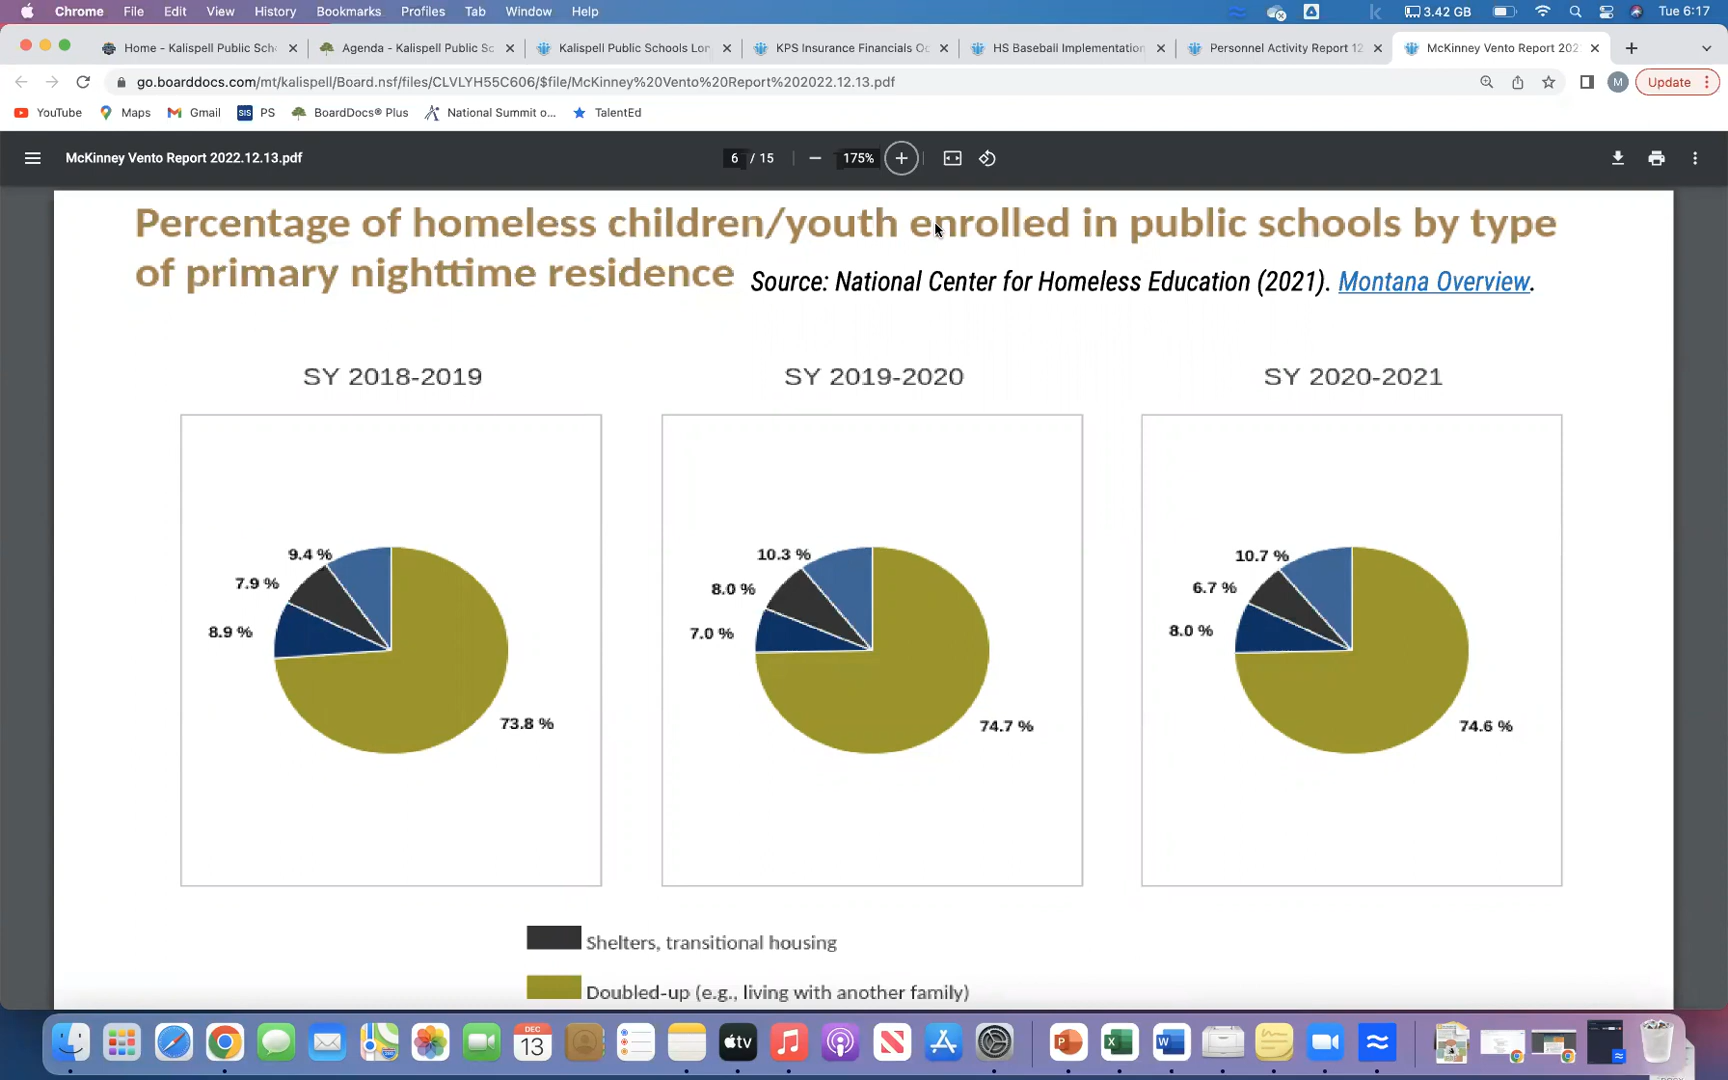 Chrome File Edit View History Bookmarks Profiles Tab Window Help 3.42 GB Tue 6:17
Home - Kalispell Public Sch Agenda - Kalispell Public Sc Kalispell Public Schools Lon KPS Insurance Financials Oc HS Baseball Implementation Personnel Activity Report 12 McKinney Vento Report 202
go.boarddocs.com/mt/kalispell/Board.nsf/files/CLVLYH55C606/$file/McKinney%20Vento%20Report%202022.12.13.pdf M Update
YouTube Maps Gmail SIS PS BoardDocs® Plus National Summit o... TalentEd
McKinney Vento Report 2022.12.13.pdf 6 / 15 175%
Percentage of homeless children/youth enrolled in public schools by type
of primary nighttime residence Source: National Center for Homeless Education (2021). Montana Overview.
SY 2018-2019 SY 2019-2020 SY 2020-2021
9.4 % 10.3 % 10.7 %
7.9 % 8.0 % 6.7 %
8.9 % 7.0 % 8.0 %
73.8 % 74.7 % 74.6 %
Shelters, transitional housing
Doubled-up (e.g., living with another family)
DEC
13
tv